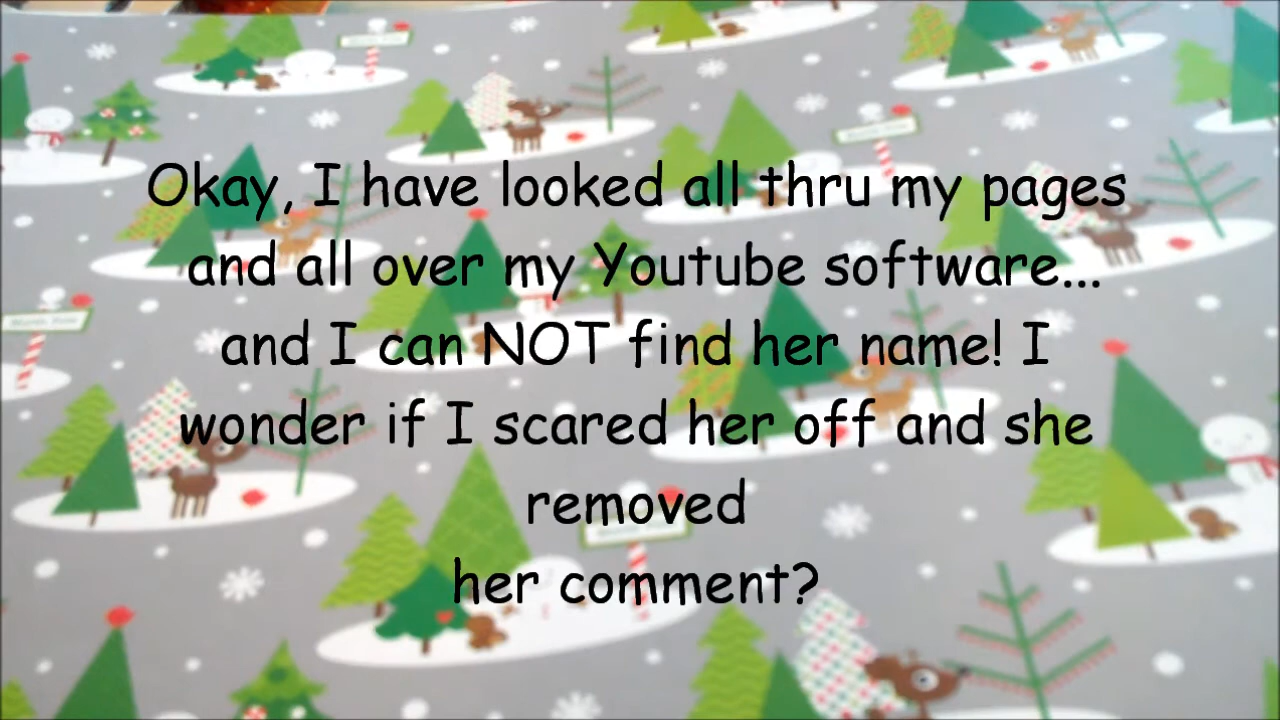 Okay, I have looked all thru my pages
and all over my Youtube software...
and I can NOT find her name! I
wonder if I scared her off and she
removed
her comment?